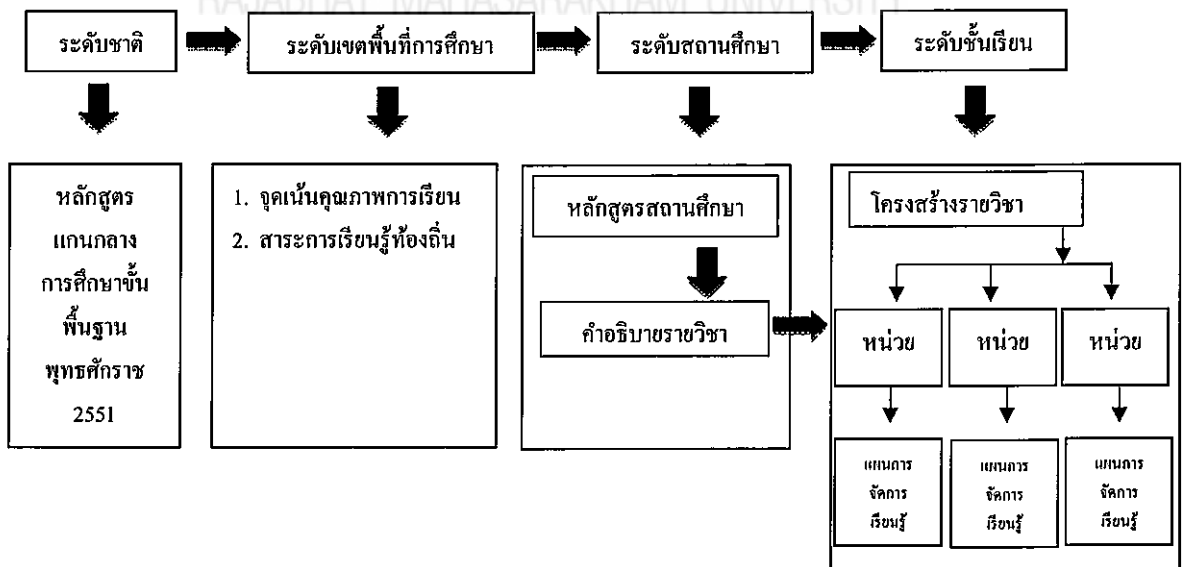 RAJABHAT MAHASARAKHAM UNIVERSITY
ระดับชาติ
ระดับเขตพื้นที่การศึกษา
ระดับสถานศึกษา
ระดับชั้นเรียน
หลักสูตร
แกนกลาง
การศึกษาขั้น
พื้นฐาน
พุทธศักราช
2551
1. จุดเน้นคุณภาพการเรียน
2. สาระการเรียนรู้ท้องถิ่น
หลักสูตรสถานศึกษา
คำอธิบายรายวิชา
โครงสร้างรายวิชา
หน่วย
หน่วย
หน่วย
แผนการ
จัดการ
เรียนรู้
แผนการ
จัดการ
เรียนรู้
แผนการ
จัดการ
เรียนรู้